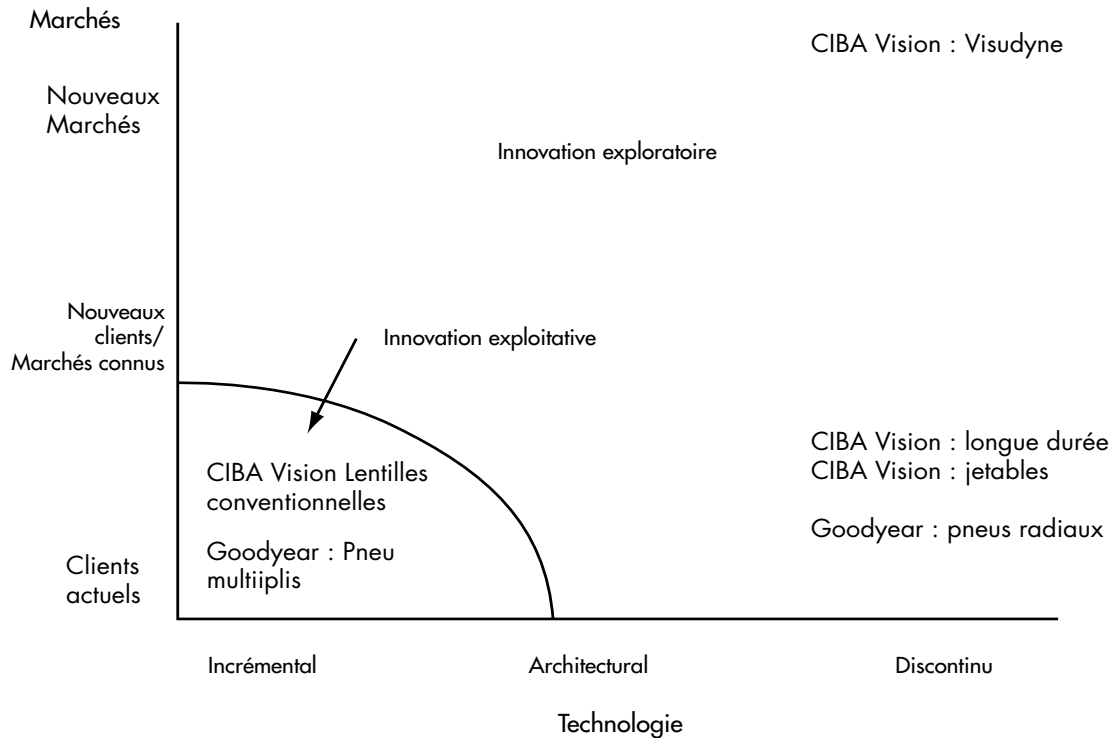 Marchés
CIBA Vision : Visudyne
Nouveaux
Marchés
Innovation exploratoire
Nouveaux
clients/
Marchés connus
Innovation exploitative
CIBA Vision : longue durée
CIBA Vision : jetables
CIBA Vision Lentilles
conventionnelles
Goodyear : pneus radiaux
Goodyear : Pneu
multiiplis
Clients
actuels
Incrémental
Architectural
Discontinu
Technologie